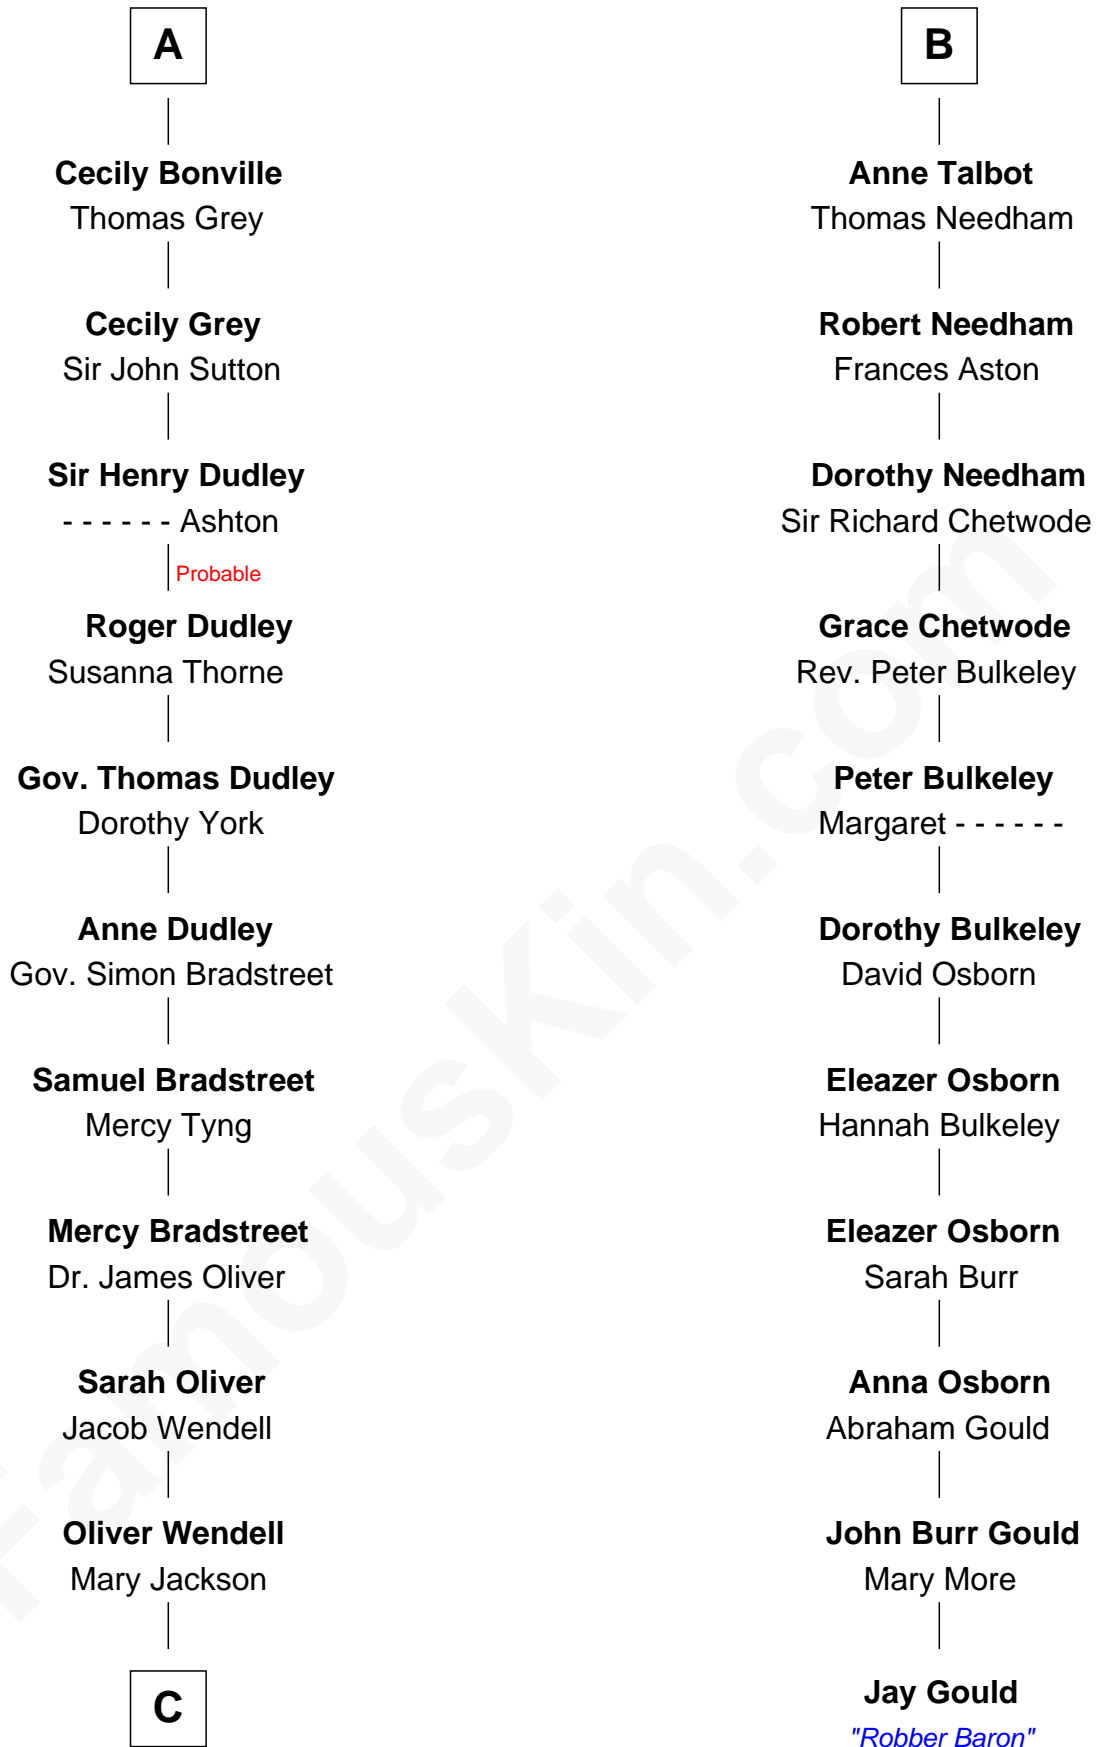 A
Cecily Bonville
Thomas Grey
Cecily Grey
Sir John Sutton
Sir Henry Dudley
- - - - - - Ashton
Probable
Roger Dudley
Susanna Thorne
Gov. Thomas Dudley
Dorothy York
Anne Dudley
Gov. Simon Bradstreet
Samuel Bradstreet
Mercy Tyng
Mercy Bradstreet
Dr. James Oliver
Sarah Oliver
Jacob Wendell
Oliver Wendell
Mary Jackson
C
B
Anne Talbot
Thomas Needham
Robert Needham
Frances Aston
Dorothy Needham
Sir Richard Chetwode
Grace Chetwode
Rev. Peter Bulkeley
Peter Bulkeley
Margaret - - - - - -
Dorothy Bulkeley
David Osborn
Eleazer Osborn
Hannah Bulkeley
Eleazer Osborn
Sarah Burr
Anna Osborn
Abraham Gould
John Burr Gould
Mary More
Jay Gould
"Robber Baron"
FamousKin.com